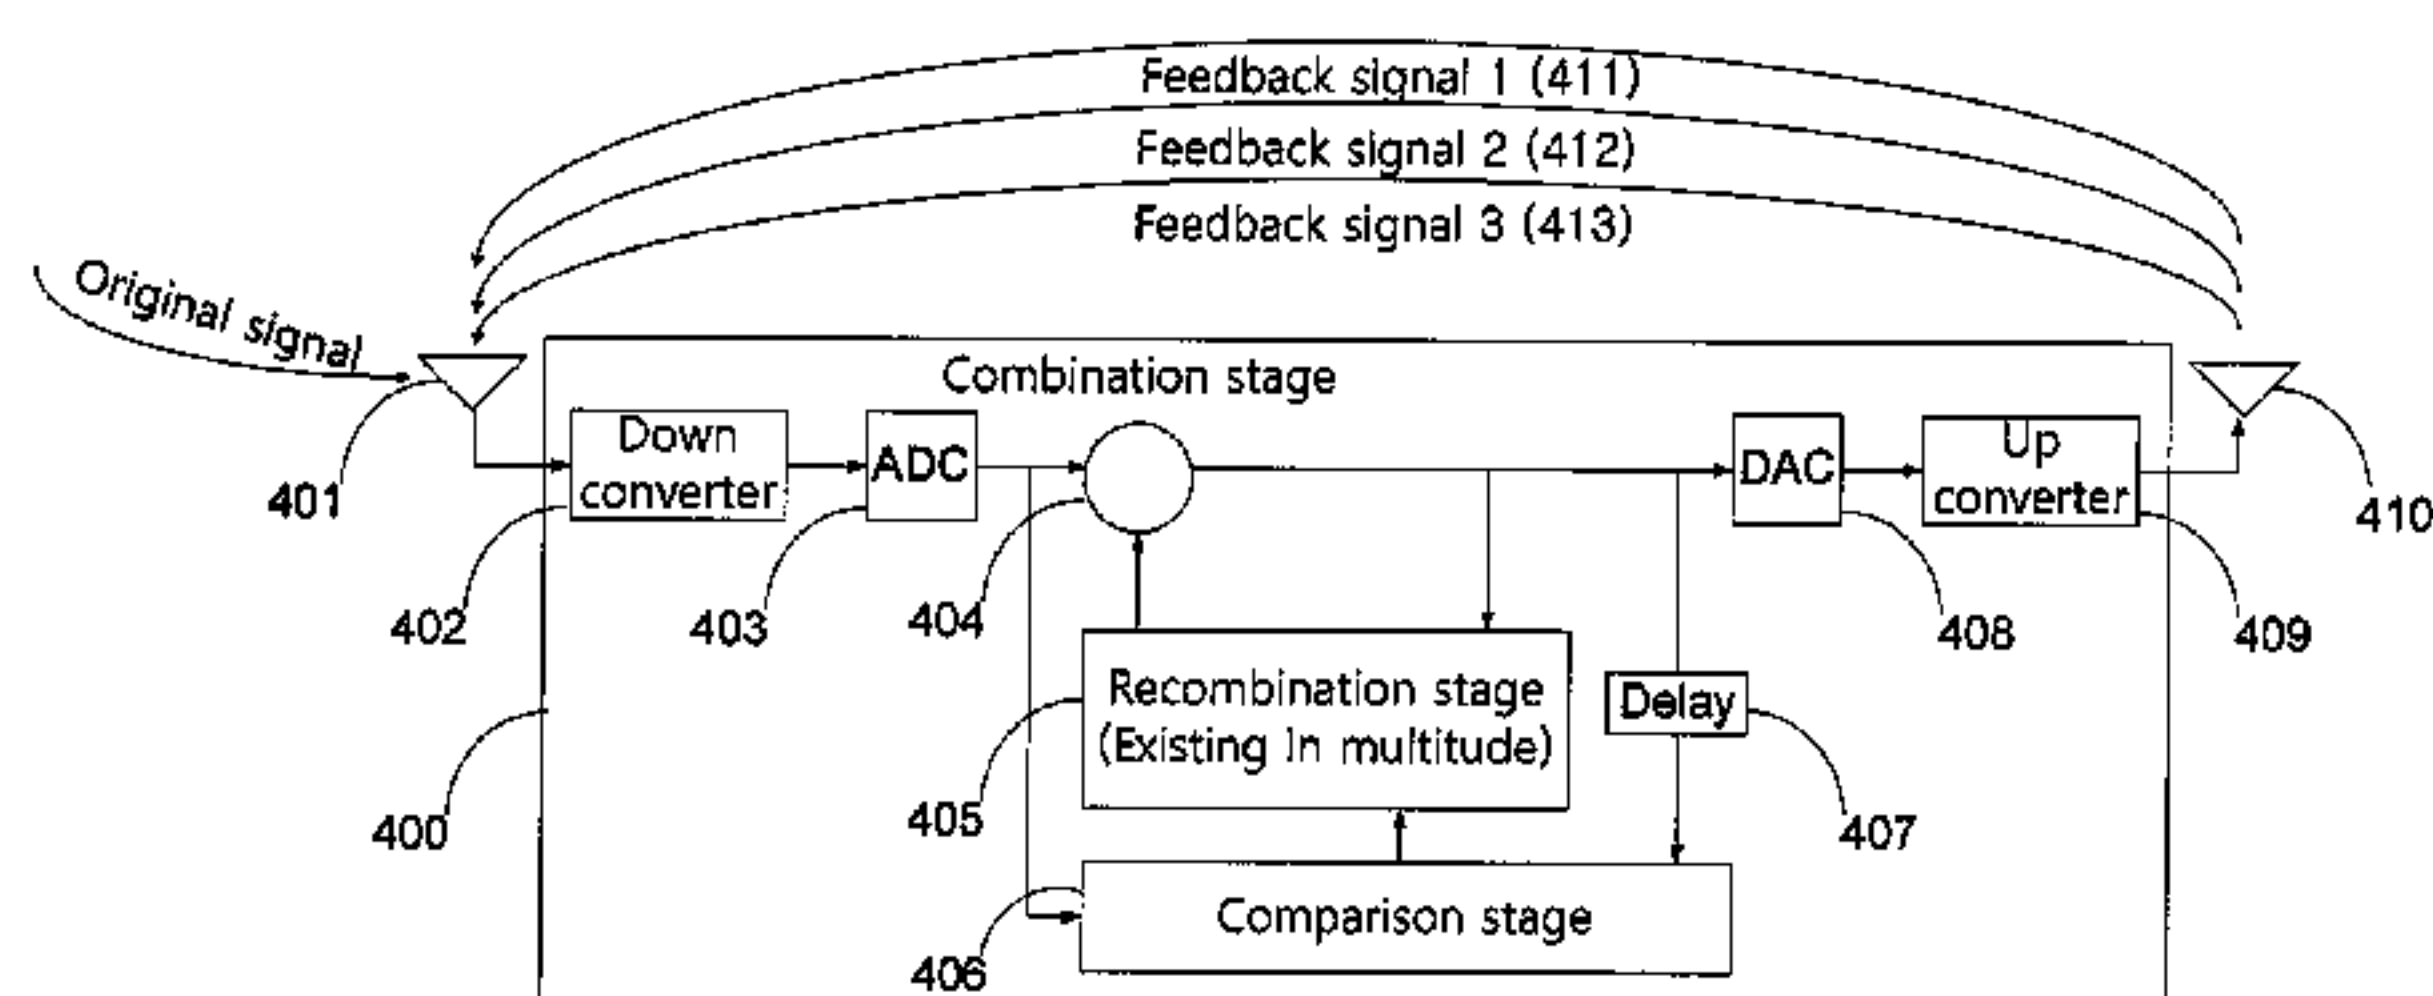 Feedback signal 1 (411)
Feedback signal 2 (412)
Feedback signal 3 (413)
Original signal
Combination stage
Down
converter
ADC
DAC
Up
converter
401
410
402
403
404
408
409
Recombination stage
(Existing in multitude)
Delay
400
405
407
Comparison stage
406